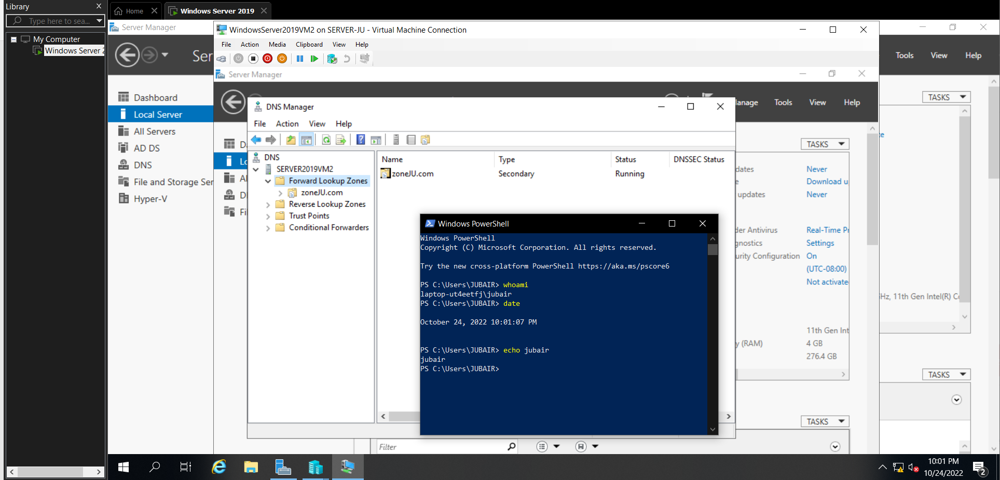 Library
Type here to sea...
My Computer
Windows Server 2
Home
Windows Server 2019
Server Manager
Dashboard
Local Server
All Servers
AD DS
DNS
File and Storage Ser
Hyper-V
Tools View Help
TASKS
TASKS
WindowsServer2019VM2 on SERVER-JU - Virtual Machine Connection
File Action Media Clipboard View Help
Server Manager
Manage Tools View Help
TASKS
dates Never
Download u
updates Never
der Antivirus Real-Time Pr
gnostics Settings
urity Configuration On
(UTC-08:00)
Not activate
Hz, 11th Gen Intel(R) Co
11th Gen Int
y (RAM) 4 GB
276.4 GB
TASKS
Filter
DNS Manager
File Action View Help
DNS
SERVER2019VM2
Forward Lookup Zones
zoneJU.com
Reverse Lookup Zones
Trust Points
Conditional Forwarders
Name Type Status DNSSEC Status
zoneJU.com Secondary Running
Windows PowerShell
Windows PowerShell
Copyright (C) Microsoft Corporation. All rights reserved.
Try the new cross-platform PowerShell https://aka.ms/pscore6
PS C:\Users\JUBAIR> whoami
laptop-ut4eetfj\jubair
PS C:\Users\JUBAIR> date
October 24, 2022 10:01:07 PM
PS C:\Users\JUBAIR> echo jubair
jubair
PS C:\Users\JUBAIR>
10:01 PM
10/24/2022
2